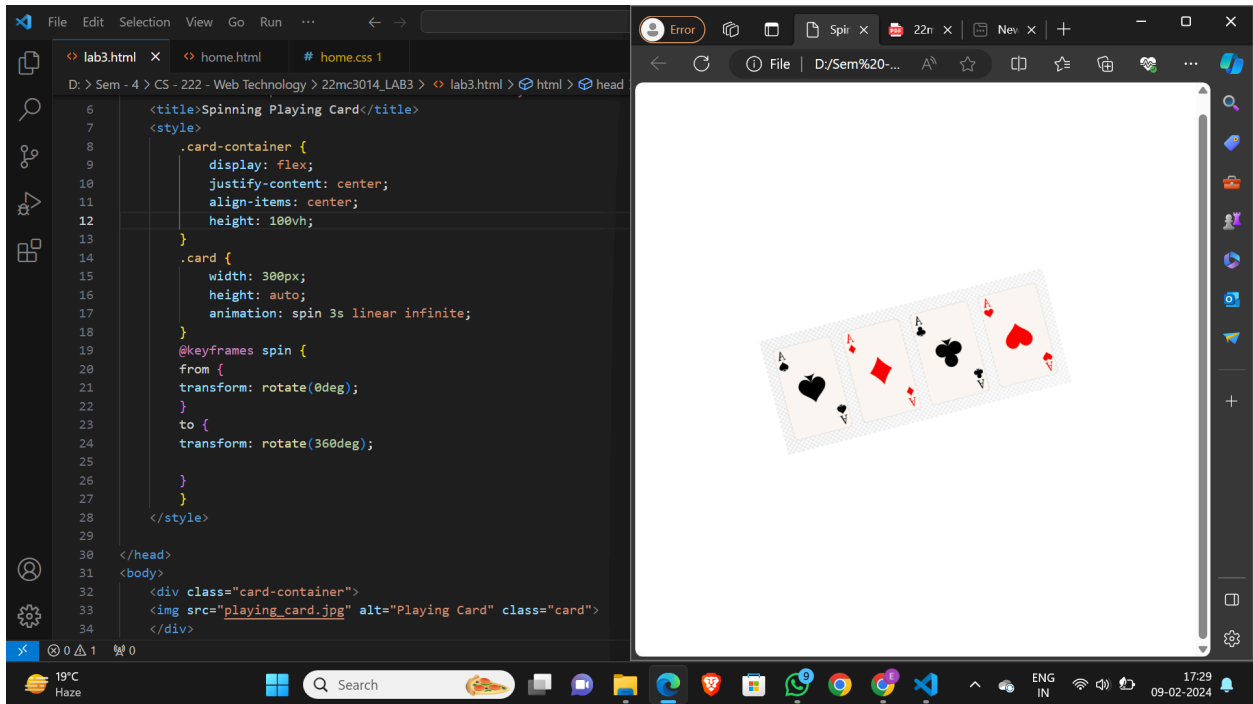 File Edit Selection View Go Run ···
lab3.html
home.html
home.css 1
D: > Sem - 4 > CS - 222 - Web Technology > 22mc3014_LAB3 > lab3.html > html > head
6 <title>Spinning Playing Card</title>
7 <style>
8 .card-container {
9 display: flex;
10 justify-content: center;
11 align-items: center;
12 height: 100vh;
13 }
14 .card {
15 width: 300px;
16 height: auto;
17 animation: spin 3s linear infinite;
18 }
19 @keyframes spin {
20 from {
21 transform: rotate(0deg);
22 }
23 to {
24 transform: rotate(360deg);
25
26 }
27 }
28 </style>
29
30 </head>
31 <body>
32 <div class="card-container">
33 <img src="playing_card.jpg" alt="Playing Card" class="card">
34 </div>
0 1 0
Error
Spir
22m
New
File D:/Sem%20-...
A A A A
A A A A
19°C
Haze
Search
9
E
ENG
IN
17:29
09-02-2024